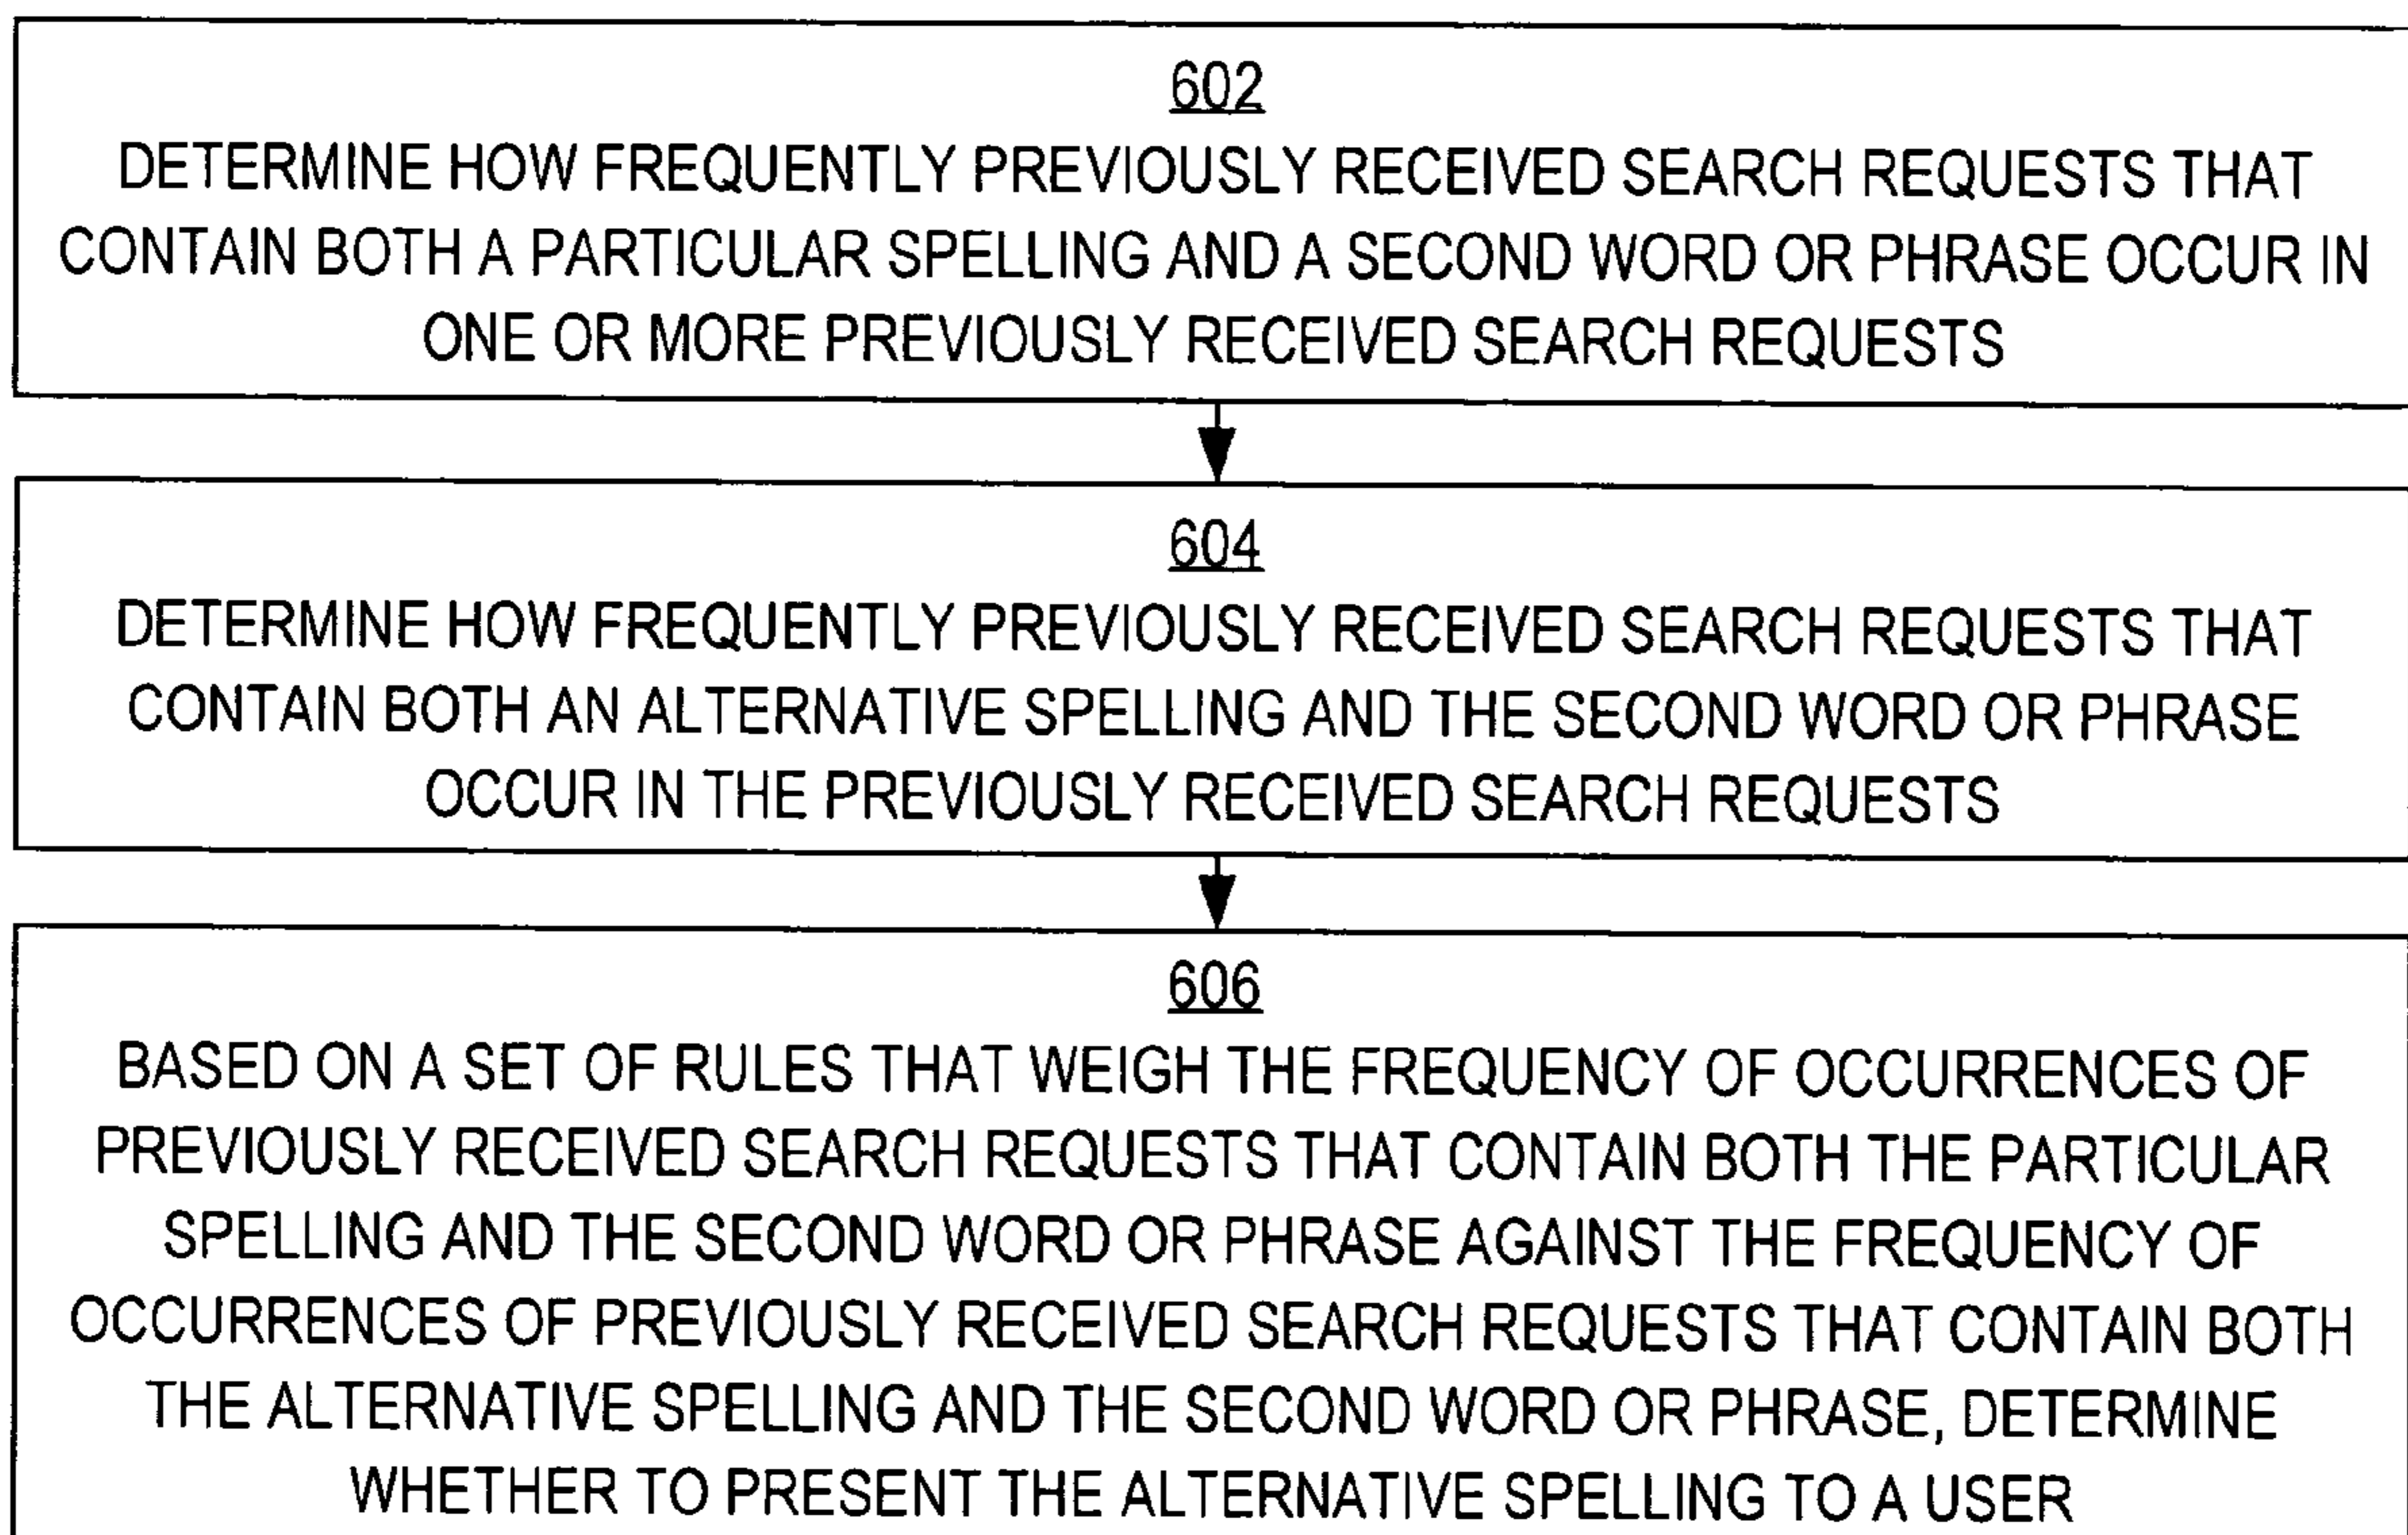 602
DETERMINE HOW FREQUENTLY PREVIOUSLY RECEIVED SEARCH REQUESTS THAT
CONTAIN BOTH A PARTICULAR SPELLING AND A SECOND WORD OR PHRASE OCCUR IN
ONE OR MORE PREVIOUSLY RECEIVED SEARCH REQUESTS
604
DETERMINE HOW FREQUENTLY PREVIOUSLY RECEIVED SEARCH REQUESTS THAT
CONTAIN BOTH AN ALTERNATIVE SPELLING AND THE SECOND WORD OR PHRASE
OCCUR IN THE PREVIOUSLY RECEIVED SEARCH REQUESTS
606
BASED ON A SET OF RULES THAT WEIGH THE FREQUENCY OF OCCURRENCES OF
PREVIOUSLY RECEIVED SEARCH REQUESTS THAT CONTAIN BOTH THE PARTICULAR
SPELLING AND THE SECOND WORD OR PHRASE AGAINST THE FREQUENCY OF
OCCURRENCES OF PREVIOUSLY RECEIVED SEARCH REQUESTS THAT CONTAIN BOTH
THE ALTERNATIVE SPELLING AND THE SECOND WORD OR PHRASE, DETERMINE
WHETHER TO PRESENT THE ALTERNATIVE SPELLING TO A USER